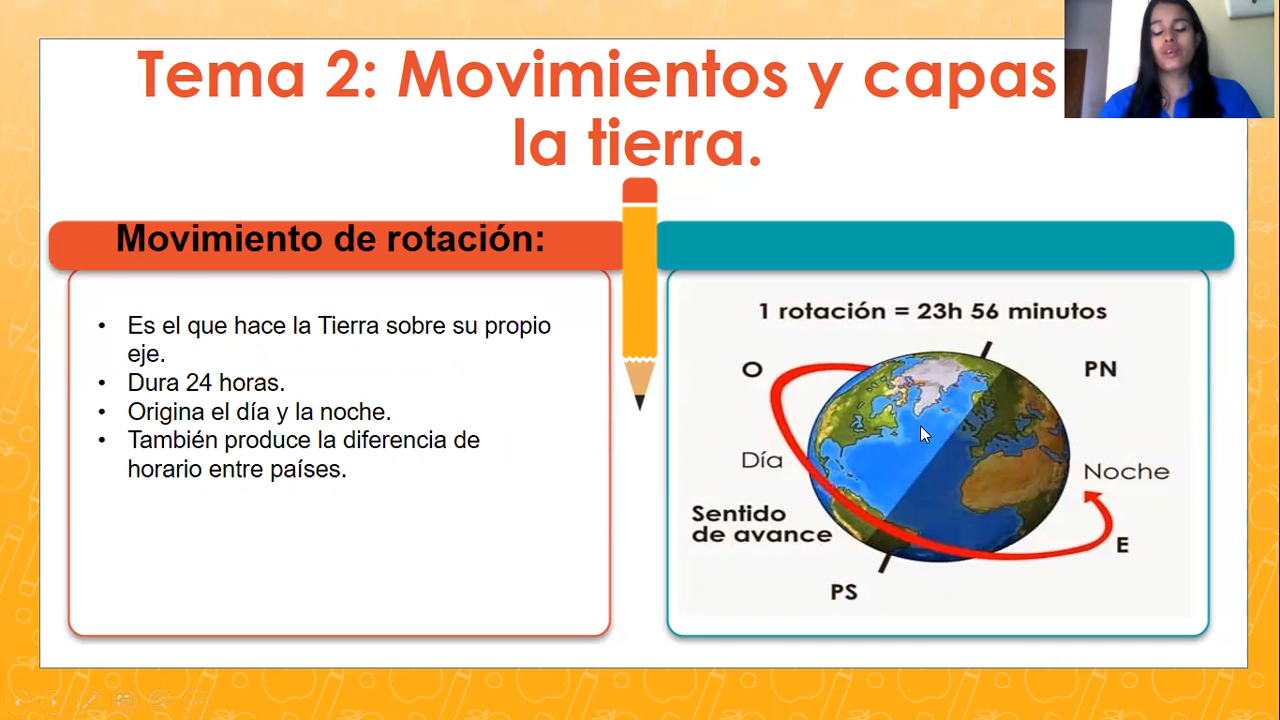 Tema 2: Movimientos y capas
la tierra.
Movimiento de rotación:
• Es el que hace la Tierra sobre su propio
eje.
• Dura 24 horas.
• Origina el día y la noche.
• También produce la diferencia de
horario entre países.
1 rotación = 23h 56 minutos
O
PN
Día
Noche
Sentido
de avance
E
PS